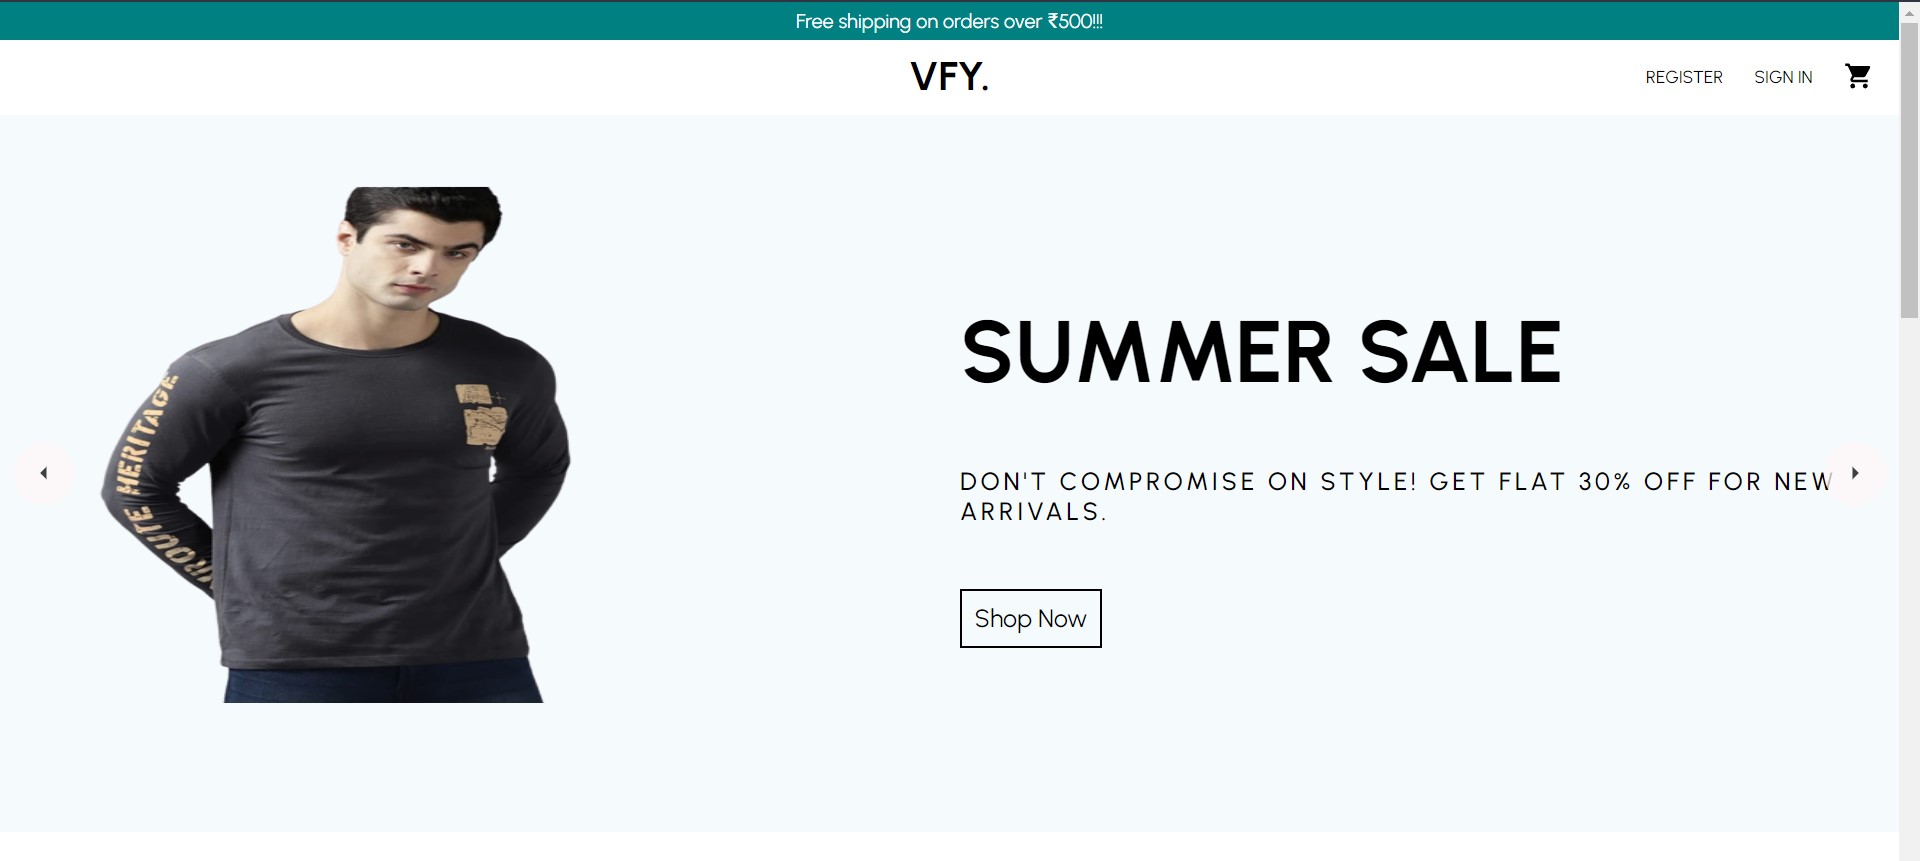 Free shipping on orders over ₹500!!!
VFY.
REGISTER SIGN IN
SUMMER SALE
DON'T COMPROMISE ON STYLE! GET FLAT 30% OFF FOR NEW
ARRIVALS.
Shop Now
HERITAGE